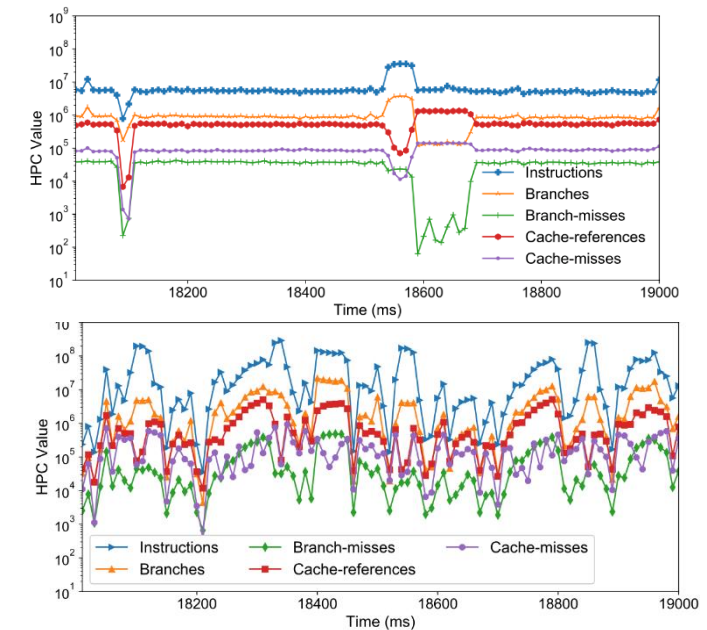 10^9
10^8
10^7
10^6
10^5
10^4
10^3
10^2
10^1
HPC Value
Instructions
Branches
Branch-misses
Cache-references
Cache-misses
18200 18400 18600 18800 19000
Time (ms)
10^9
10^8
10^7
10^6
10^5
10^4
10^3
10^2
10^1
HPC Value
Instructions Branch-misses Cache-misses
Branches Cache-references
18200 18400 18600 18800 19000
Time (ms)